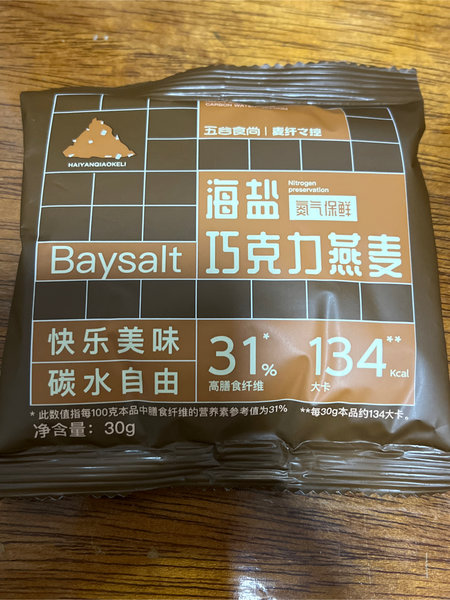 CARBON WATER
五谷食尚 | 麦纤之撞
HAIYANQIAOKELI
海盐
Nitrogen
preservation
氮气保鲜
Baysalt
巧克力燕麦
快乐美味
碳水自由
31*%
高膳食纤维
134**Kcal
大卡
* 此数值指每100克本品中膳食纤维的营养素参考值为31%
**每30g本品约134大卡。
净含量：30g